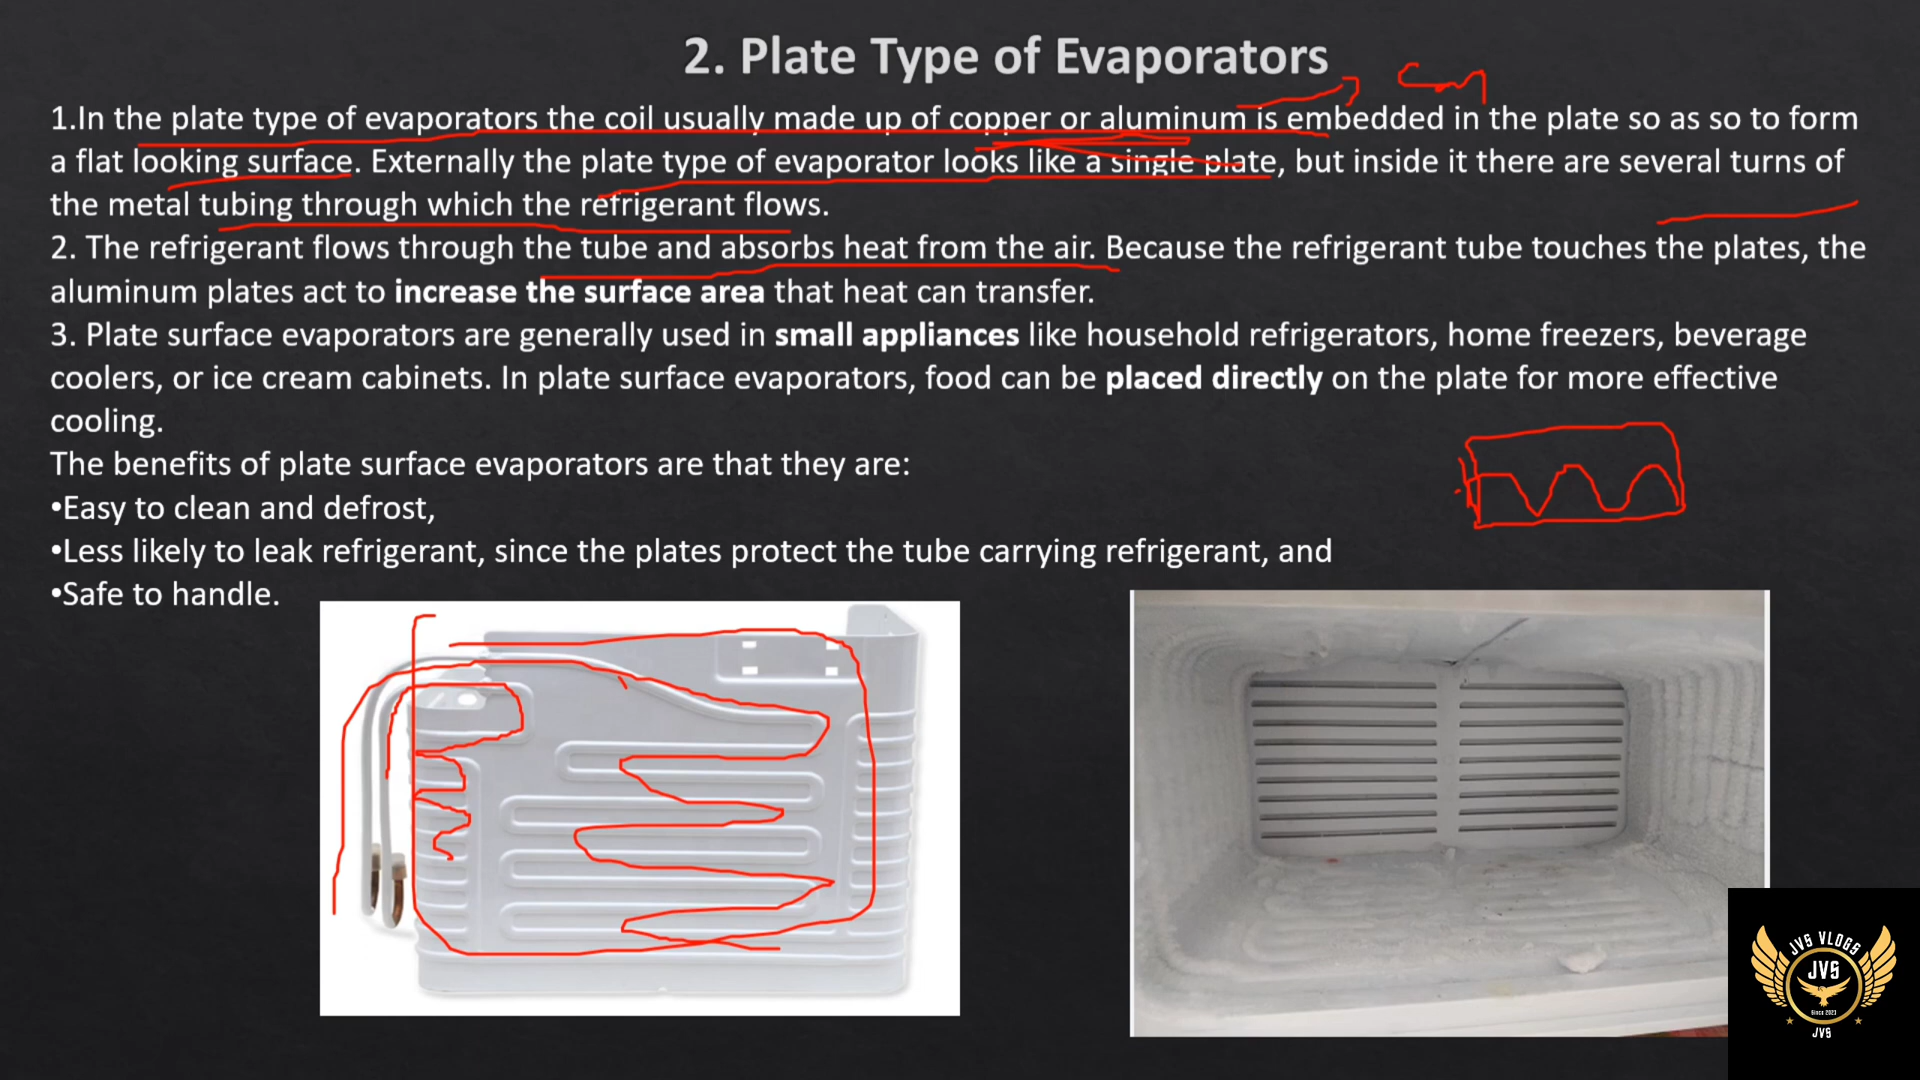 2. Plate Type of Evaporators
1.In the plate type of evaporators the coil usually made up of copper or aluminum is embedded in the plate so as so to form
a flat looking surface. Externally the plate type of evaporator looks like a single plate, but inside it there are several turns of
the metal tubing through which the refrigerant flows.
2. The refrigerant flows through the tube and absorbs heat from the air. Because the refrigerant tube touches the plates, the
aluminum plates act to increase the surface area that heat can transfer.
3. Plate surface evaporators are generally used in small appliances like household refrigerators, home freezers, beverage
coolers, or ice cream cabinets. In plate surface evaporators, food can be placed directly on the plate for more effective
cooling.
The benefits of plate surface evaporators are that they are:
•Easy to clean and defrost,
•Less likely to leak refrigerant, since the plates protect the tube carrying refrigerant, and
•Safe to handle.
JVS VLOGS
JVS
Since 2021
JVS